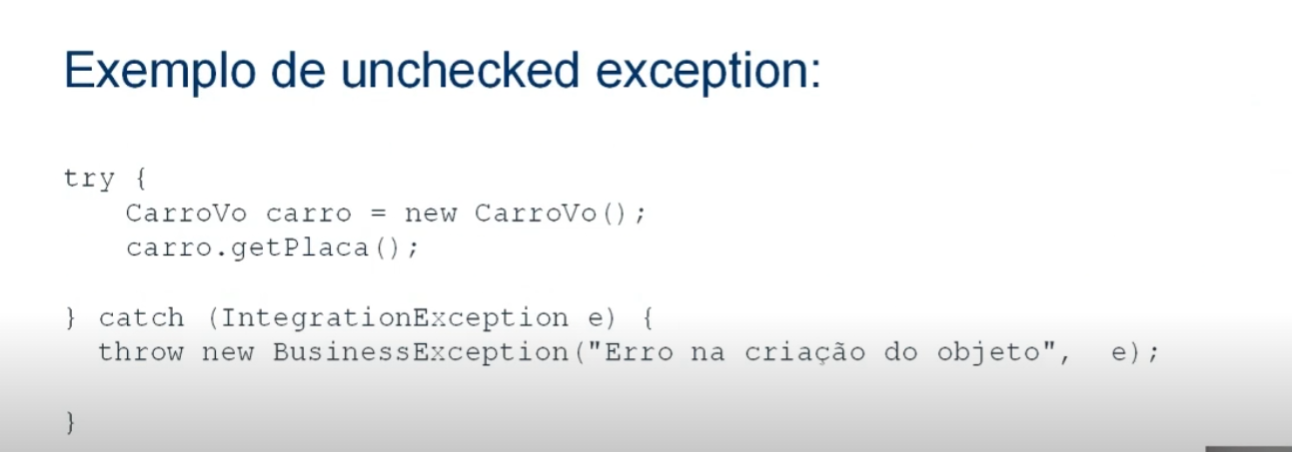 Exemplo de unchecked exception:
try {
CarroVo carro = new CarroVo();
carro.getPlaca();
} catch (IntegrationException e) {
throw new BusinessException("Erro na criação do objeto",  e);
}